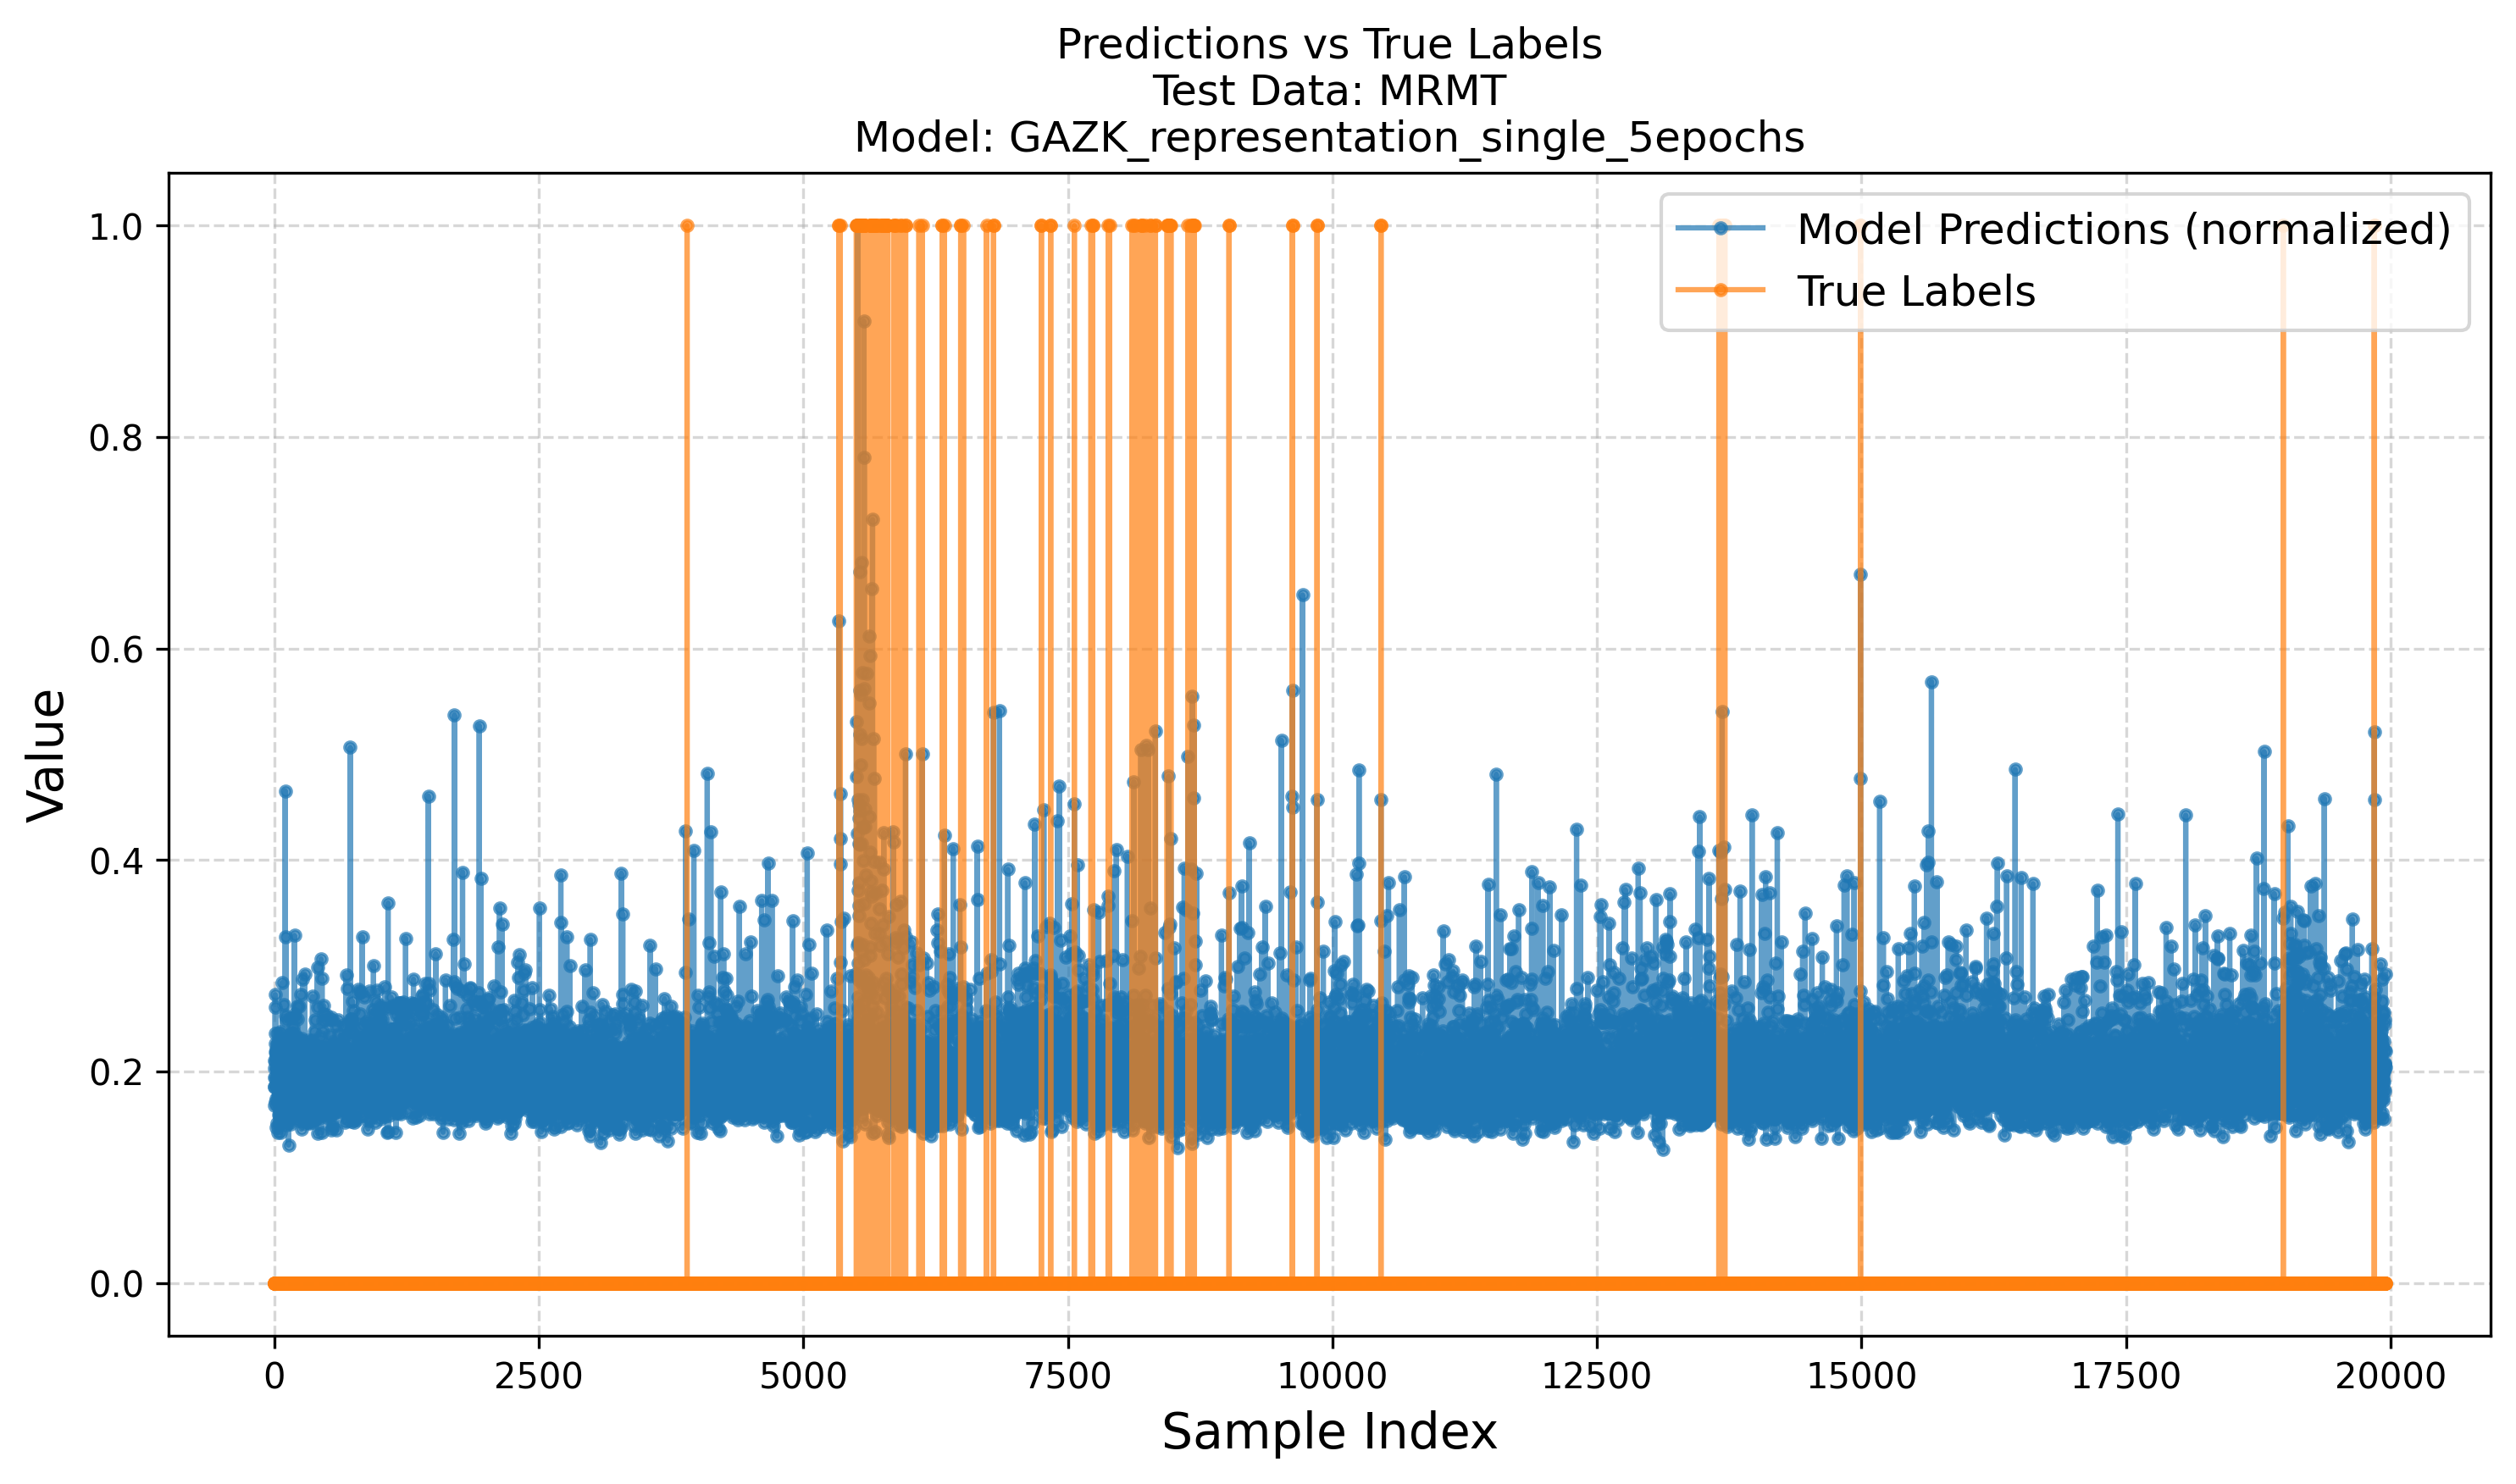 Predictions vs True Labels
Test Data: MRMT
Model: GAZK_representation_single_5epochs
Model Predictions (normalized)
True Labels
Value
1.0
0.8
0.6
0.4
0.2
0.0
0 2500 5000 7500 10000 12500 15000 17500 20000
Sample Index